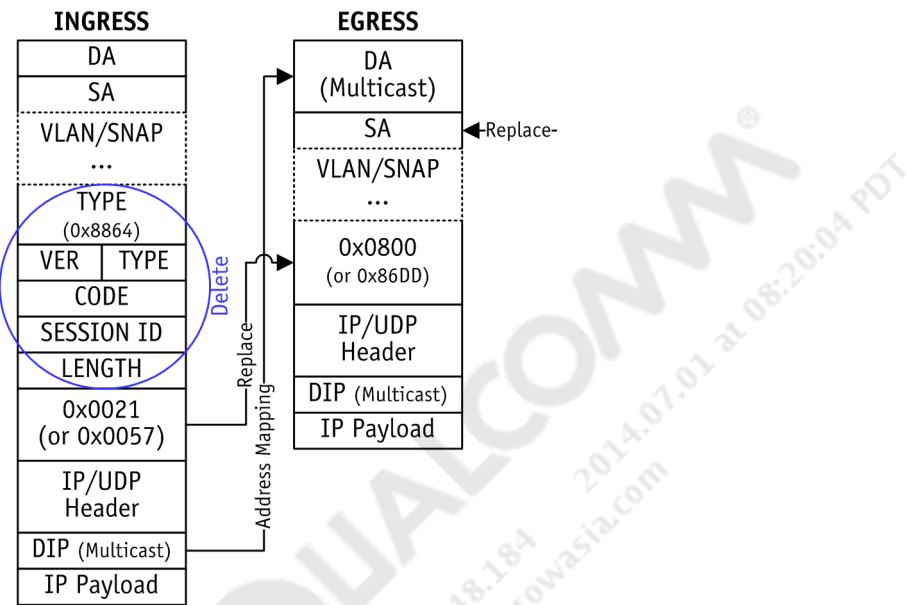 INGRESS
DA
SA
VLAN/SNAP
...
TYPE
(0x8864)
VER TYPE
CODE
SESSION ID
LENGTH
0x0021
(or 0x0057)
IP/UDP
Header
DIP (Multicast)
IP Payload
Delete
Replace
Address Mapping
EGRESS
DA
(Multicast)
SA
Replace
VLAN/SNAP
...
0x0800
(or 0x86DD)
IP/UDP
Header
DIP (Multicast)
IP Payload
QUALCOMM
2014.07.01 at 08:20:04 PDT